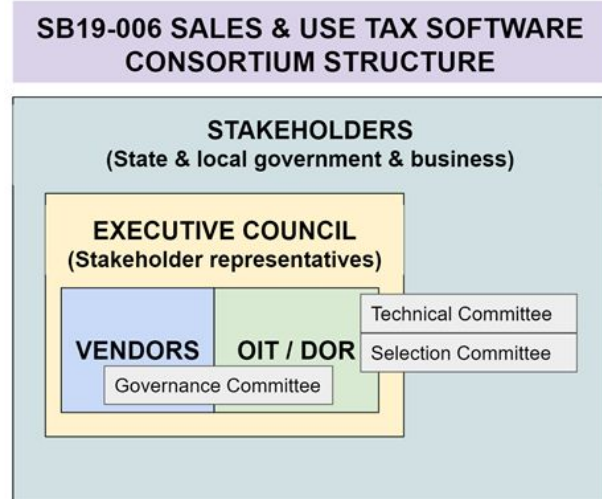 SB19-006 SALES & USE TAX SOFTWARE
CONSORTIUM STRUCTURE
STAKEHOLDERS
(State & local government & business)
EXECUTIVE COUNCIL
(Stakeholder representatives)
VENDORS
OIT / DOR
Technical Committee
Selection Committee
Governance Committee